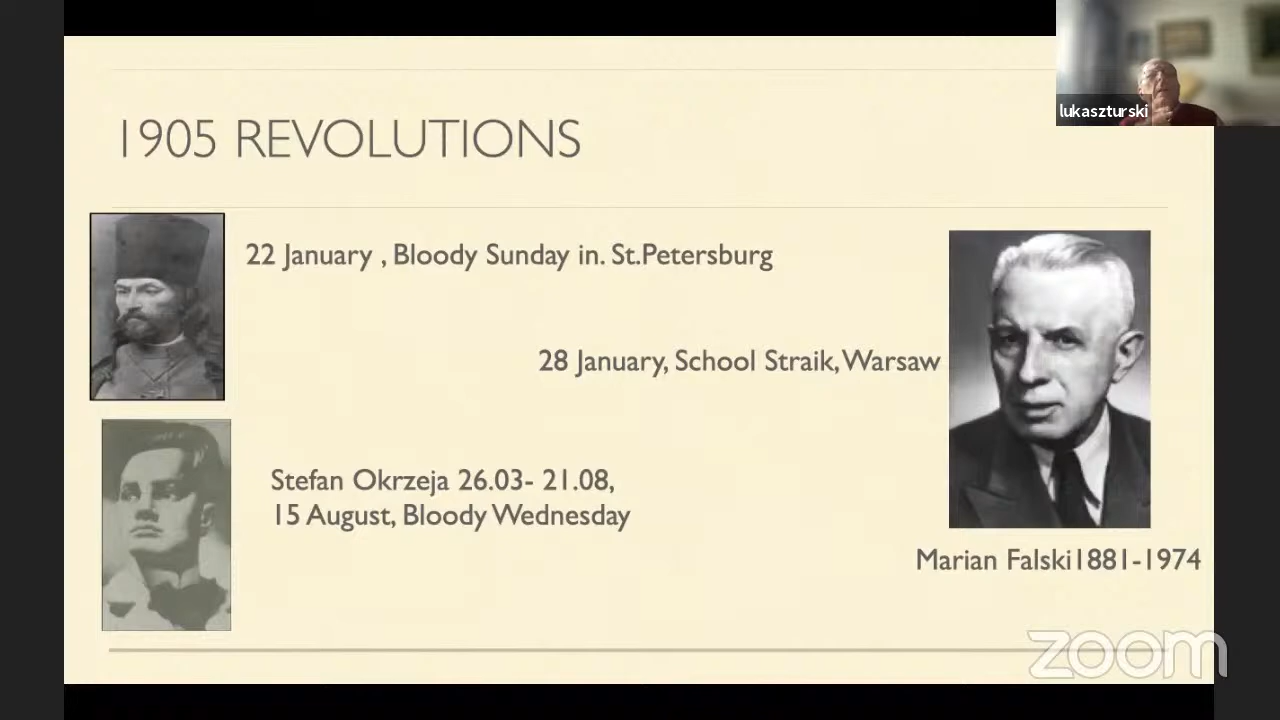 lukaszturski
1905 REVOLUTIONS
22 January , Bloody Sunday in. St.Petersburg
28 January, School Straik, Warsaw
Stefan Okrzeja 26.03- 21.08,
15 August, Bloody Wednesday
Marian Falski1881-1974
zoom